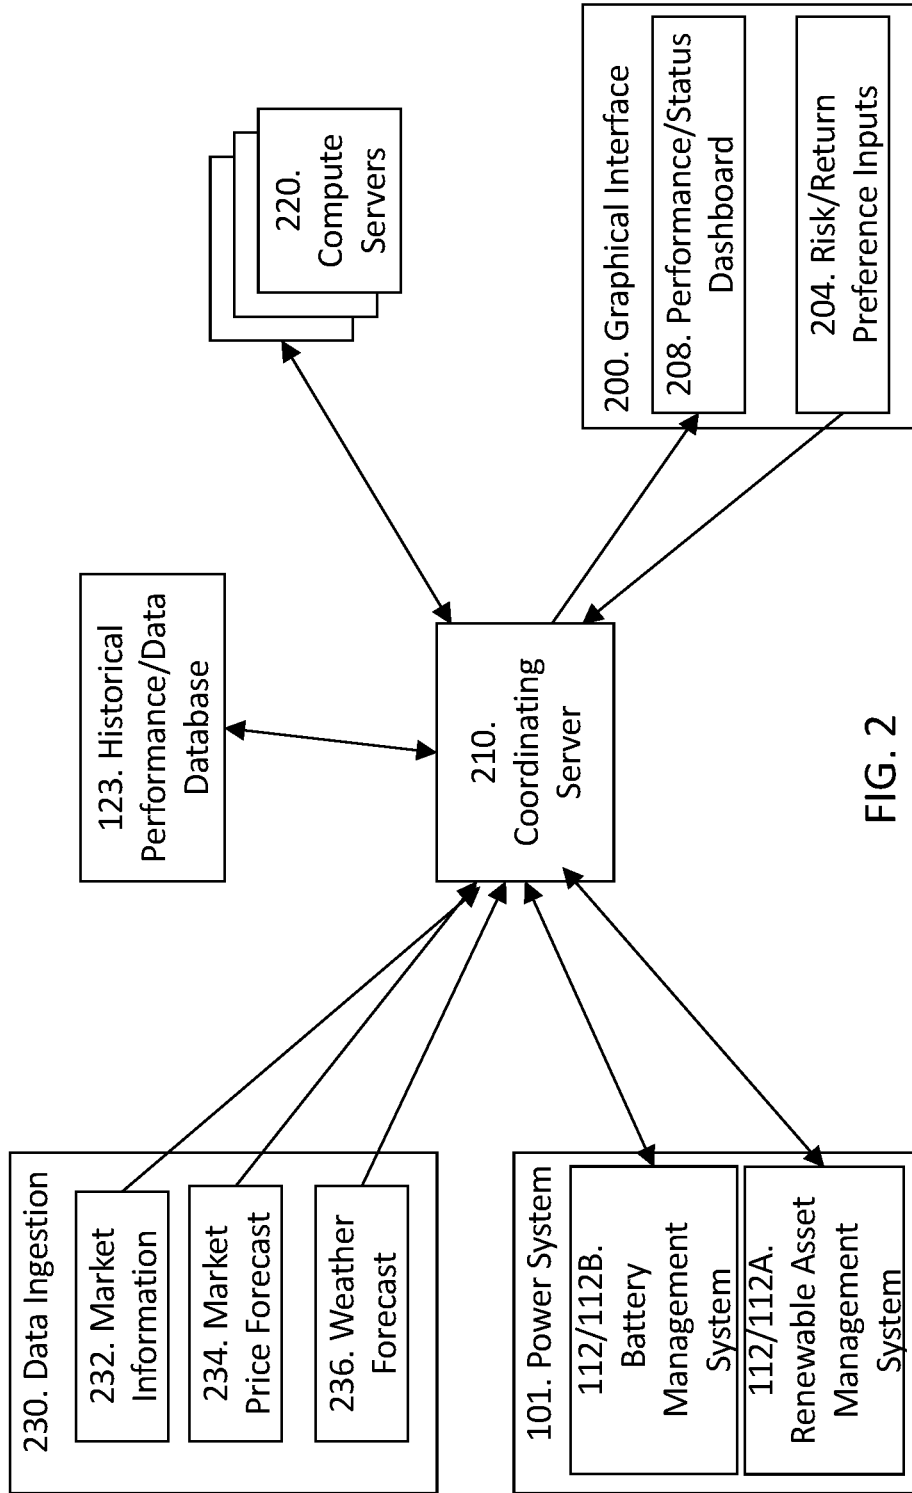 230. Data Ingestion
232. Market
Information
234. Market
Price Forecast
236. Weather
Forecast
101. Power System
112/112B.
Battery
Management
System
112/112A.
Renewable Asset
Management
System
123. Historical
Performance/Data
Database
210.
Coordinating
Server
220.
Compute
Servers
200. Graphical Interface
208. Performance/Status
Dashboard
204. Risk/Return
Preference Inputs
FIG. 2